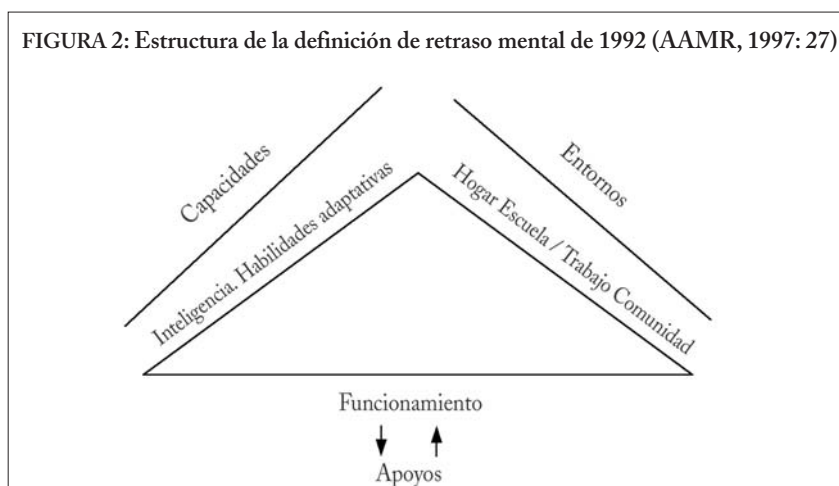 FIGURA 2: Estructura de la definición de retraso mental de 1992 (AAMR, 1997: 27)
Capacidades
Inteligencia. Habilidades adaptativas
Entornos
Hogar Escuela / Trabajo Comunidad
Funcionamiento
Apoyos